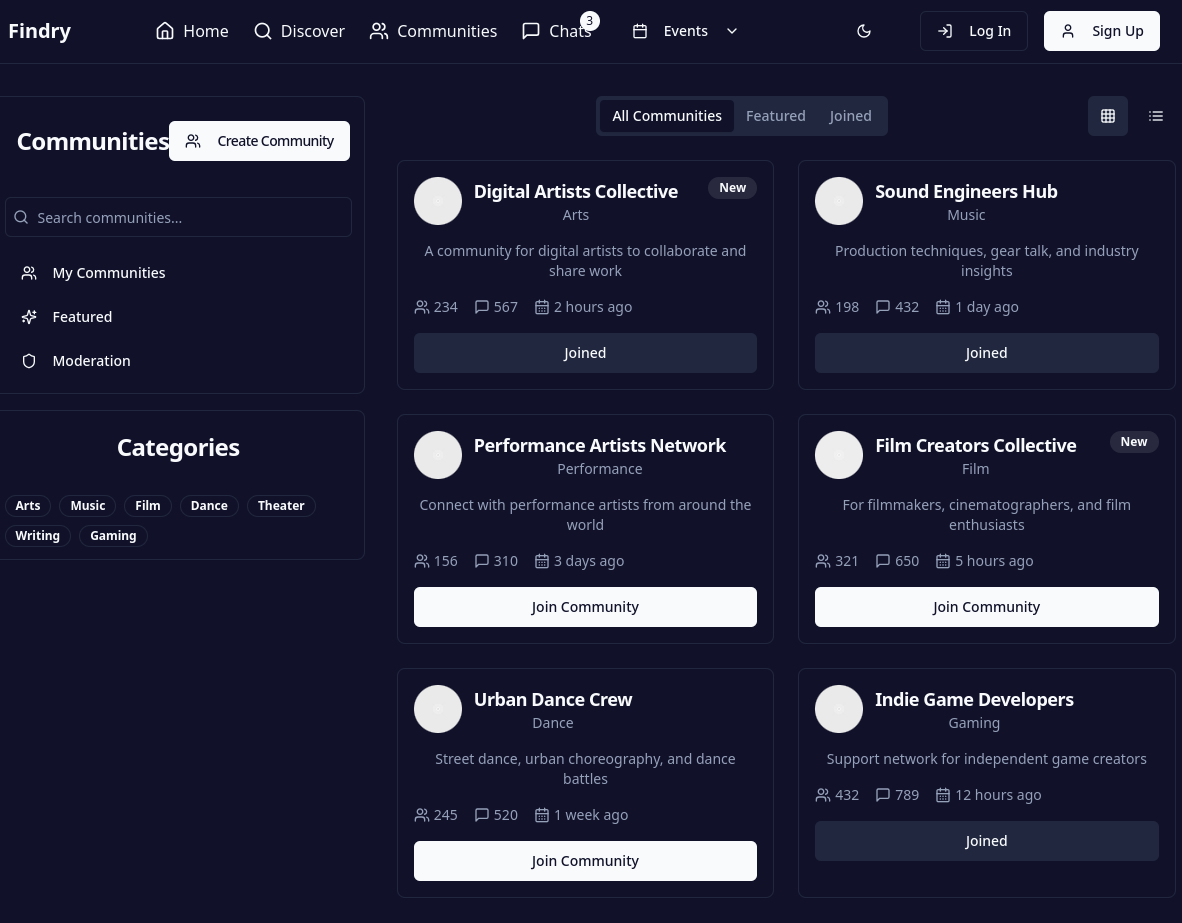 Findry
Home
Discover
Communities
Chats
3
Events
Log In
Sign Up
Communities
Create Community
Search communities...
My Communities
Featured
Moderation
Categories
Arts
Music
Film
Dance
Theater
Writing
Gaming
All Communities
Featured
Joined
Digital Artists Collective
New
Arts
A community for digital artists to collaborate and
share work
234
567
2 hours ago
Joined
Sound Engineers Hub
Music
Production techniques, gear talk, and industry
insights
198
432
1 day ago
Joined
Performance Artists Network
Performance
Connect with performance artists from around the
world
156
310
3 days ago
Join Community
Film Creators Collective
New
Film
For filmmakers, cinematographers, and film
enthusiasts
321
650
5 hours ago
Join Community
Urban Dance Crew
Dance
Street dance, urban choreography, and dance
battles
245
520
1 week ago
Join Community
Indie Game Developers
Gaming
Support network for independent game creators
432
789
12 hours ago
Joined